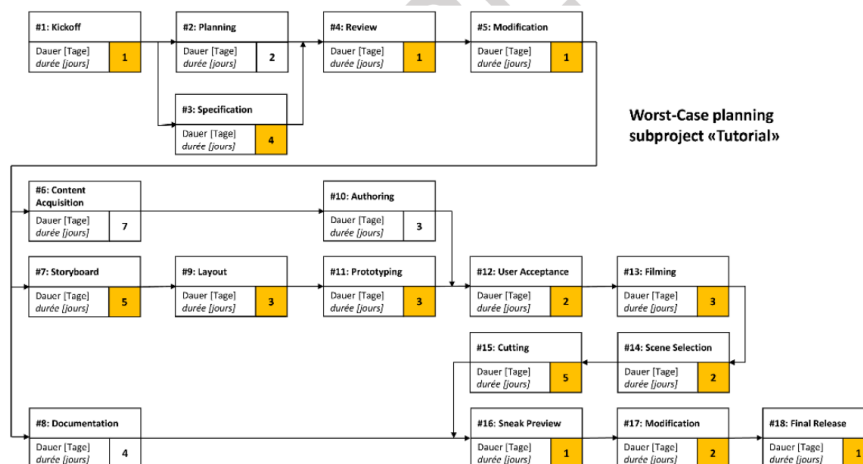 #1: Kickoff
Dauer [Tage]
durée [jours]
1
#2: Planning
Dauer [Tage]
durée [jours]
2
#4: Review
Dauer [Tage]
durée [jours]
1
#5: Modification
Dauer [Tage]
durée [jours]
1
#3: Specification
Dauer [Tage]
durée [jours]
4
Worst-Case planning
subproject «Tutorial»
#6: Content
Acquisition
Dauer [Tage]
durée [jours]
7
#10: Authoring
Dauer [Tage]
durée [jours]
3
#7: Storyboard
Dauer [Tage]
durée [jours]
5
#9: Layout
Dauer [Tage]
durée [jours]
3
#11: Prototyping
Dauer [Tage]
durée [jours]
3
#12: User Acceptance
Dauer [Tage]
durée [jours]
2
#13: Filming
Dauer [Tage]
durée [jours]
3
#15: Cutting
Dauer [Tage]
durée [jours]
5
#14: Scene Selection
Dauer [Tage]
durée [jours]
2
#8: Documentation
Dauer [Tage]
durée [jours]
4
#16: Sneak Preview
Dauer [Tage]
durée [jours]
1
#17: Modification
Dauer [Tage]
durée [jours]
2
#18: Final Release
Dauer [Tage]
durée [jours]
1